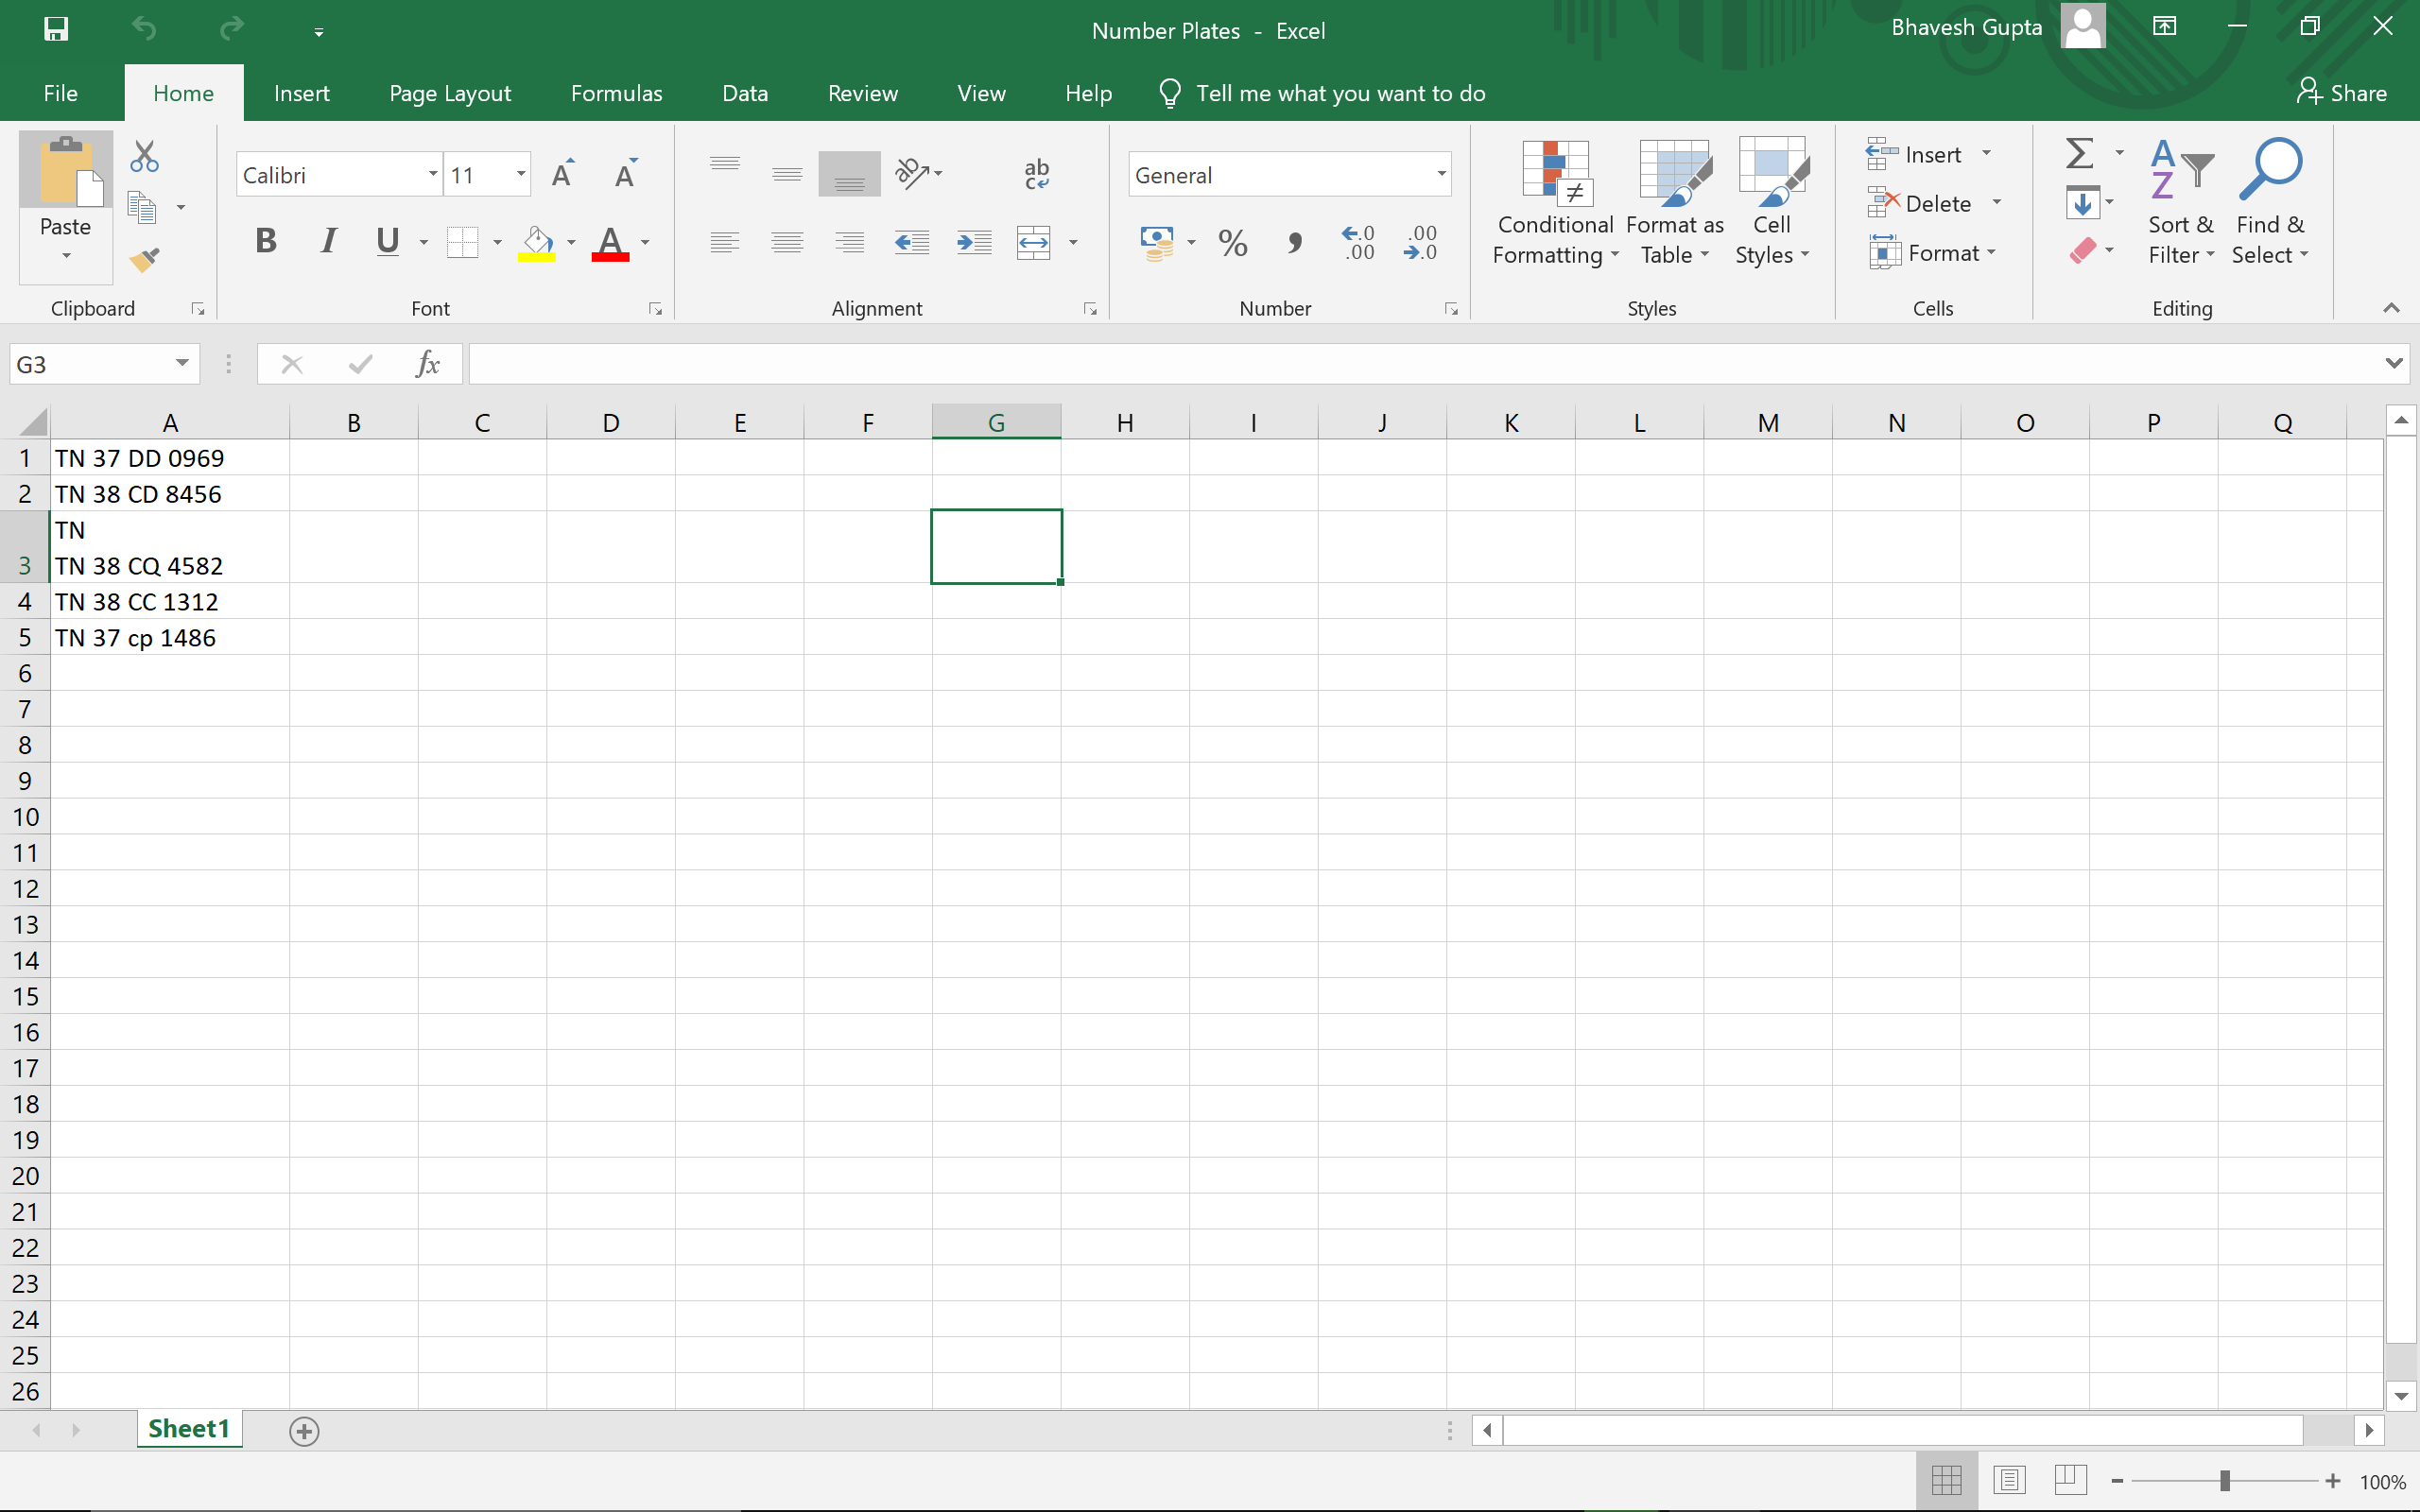 Number Plates - Excel
Bhavesh Gupta
File Home Insert Page Layout Formulas Data Review View Help Tell me what you want to do Share
Paste
Clipboard
Calibri 11 A A
B I U A
Font
ab
c
Alignment
General
% , .0 .00 .00 .0
Number
Conditional Formatting
Format as Table
Cell Styles
Styles
Insert
Delete
Format
Cells
Σ
A
Z
Sort & Filter
Find & Select
Editing
G3 fx
A B C D E F G H I J K L M N O P Q
1 TN 37 DD 0969
2 TN 38 CD 8456
TN
3 TN 38 CQ 4582
4 TN 38 CC 1312
5 TN 37 cp 1486
6
7
8
9
10
11
12
13
14
15
16
17
18
19
20
21
22
23
24
25
26
Sheet1
100%